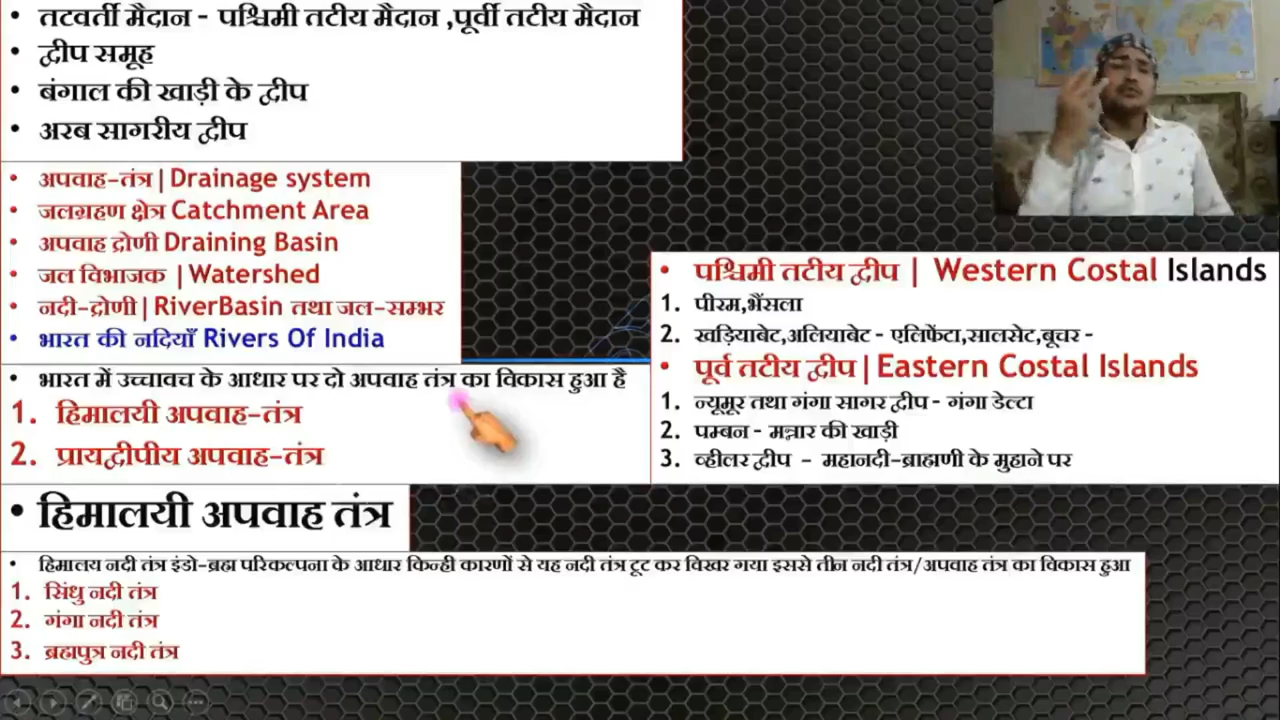 • तटवर्ती मैदान - पश्चिमी तटीय मैदान ,पूर्वी तटीय मैदान
• द्वीप समूह
• बंगाल की खाड़ी के द्वीप
• अरब सागरीय द्वीप
• अपवाह-तंत्र | Drainage system
• जलग्रहण क्षेत्र Catchment Area
• अपवाह द्रोणी Draining Basin
• जल विभाजक | Watershed
• नदी-द्रोणी | RiverBasin तथा जल-सम्भर
• भारत की नदियाँ Rivers Of India
• भारत में उच्चावच के आधार पर दो अपवाह तंत्र का विकास हुआ है
1. हिमालयी अपवाह-तंत्र
2. प्रायद्वीपीय अपवाह-तंत्र
• पश्चिमी तटीय द्वीप | Western Costal Islands
1. पीरम,भैंसला
2. खड़ियाबेट,अलियाबेट - एलिफेंटा,सालसेट,बूचर -
• पूर्व तटीय द्वीप | Eastern Costal Islands
1. न्यूमूर तथा गंगा सागर द्वीप - गंगा डेल्टा
2. पम्बन - मन्नार की खाड़ी
3. व्हीलर द्वीप - महानदी-ब्राह्मणी के मुहाने पर
• हिमालयी अपवाह तंत्र
• हिमालय नदी तंत्र इंडो-ब्रह्म परिकल्पना के आधार किन्ही कारणों से यह नदी तंत्र टूट कर विखर गया इससे तीन नदी तंत्र/अपवाह तंत्र का विकास हुआ
1. सिंधु नदी तंत्र
2. गंगा नदी तंत्र
3. ब्रह्मपुत्र नदी तंत्र